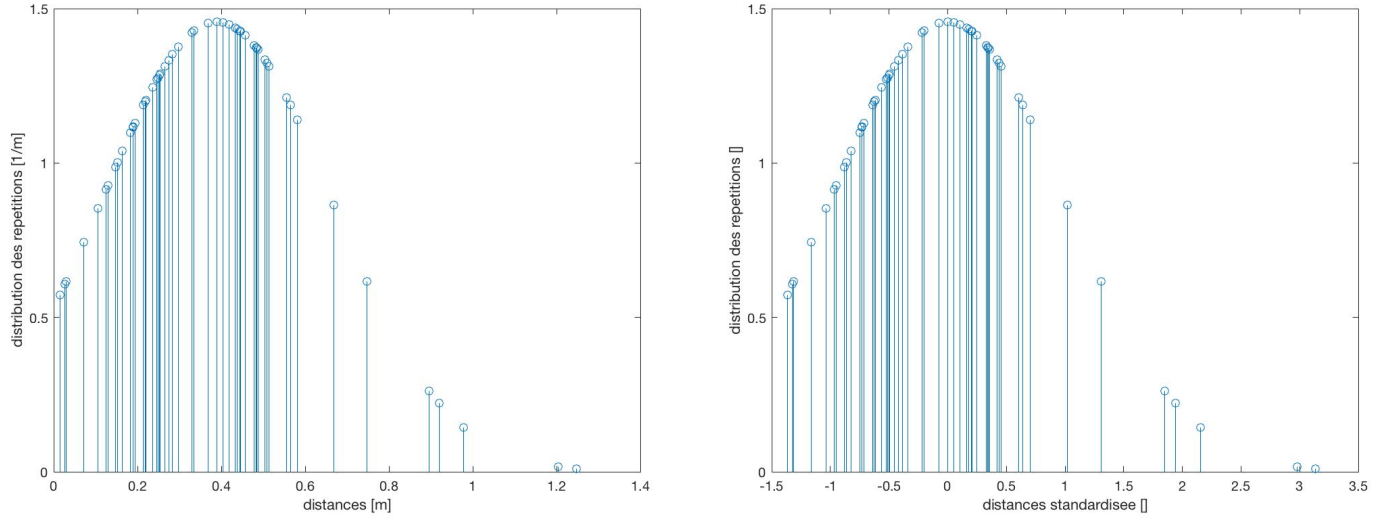 distribution des repetitions [1/m]
1.5
1
0.5
0
0 0.2 0.4 0.6 0.8 1 1.2 1.4
distances [m]
distribution des repetitions []
1.5
1
0.5
0
-1.5 -1 -0.5 0 0.5 1 1.5 2 2.5 3 3.5
distances standardisee []